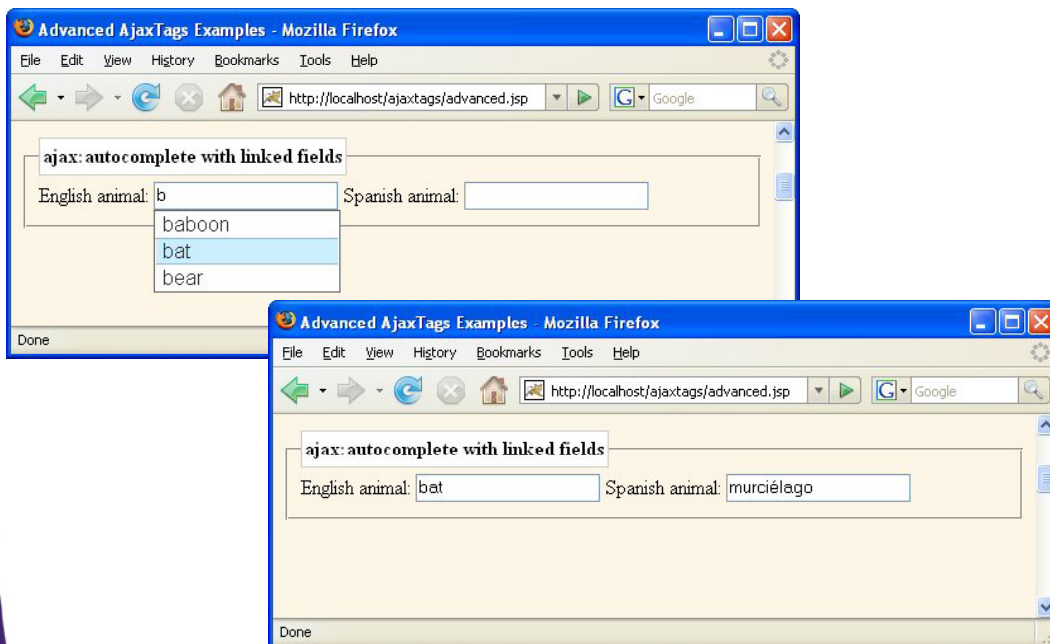 Advanced AjaxTags Examples - Mozilla Firefox
File Edit View History Bookmarks Tools Help
http://localhost/ajaxtags/advanced.jsp G Google
ajax:autocomplete with linked fields
English animal: b Spanish animal:
baboon
bat
bear
Done
Advanced AjaxTags Examples - Mozilla Firefox
File Edit View History Bookmarks Tools Help
http://localhost/ajaxtags/advanced.jsp G Google
ajax:autocomplete with linked fields
English animal: bat Spanish animal: murciélago
Done